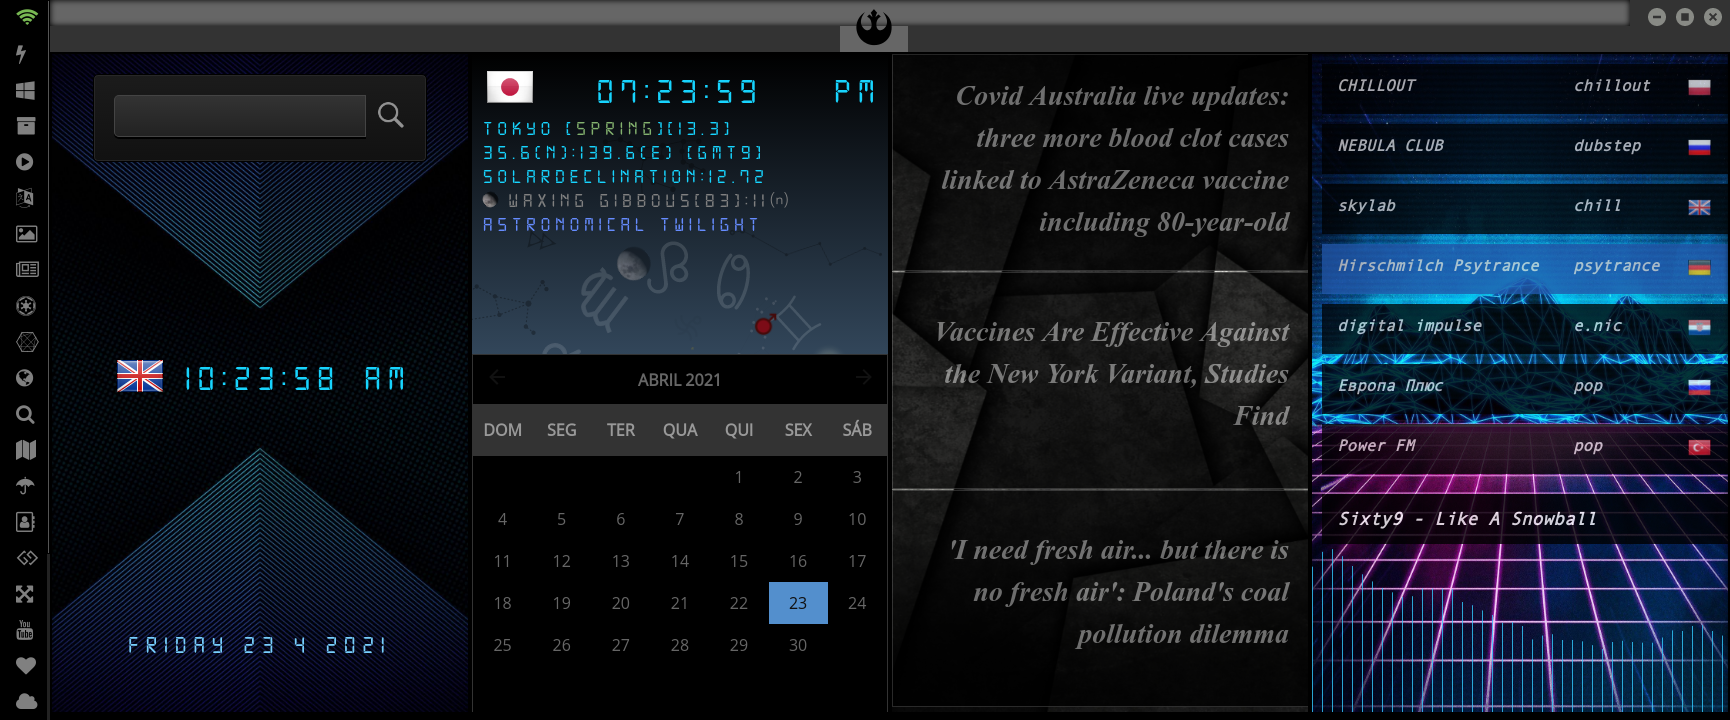 10:23:58 AM
FRIDAY 23 4 2021
07:23:59 PM
TOKYO [SPRING][13.3]
35.6(N):139.6(E) [GMT9]
SOLARDECLINATION:12.72
WAXING GIBBOUS[83]:11(n)
ASTRONOMICAL TWILIGHT
ABRIL 2021
DOM SEG TER QUA QUI SEX SÁB
1 2 3
4 5 6 7 8 9 10
11 12 13 14 15 16 17
18 19 20 21 22 23 24
25 26 27 28 29 30
Covid Australia live updates:
three more blood clot cases
linked to AstraZeneca vaccine
including 80-year-old
Vaccines Are Effective Against
the New York Variant, Studies
Find
'I need fresh air... but there is
no fresh air': Poland's coal
pollution dilemma
CHILLOUT chillout
NEBULA CLUB dubstep
skylab chill
Hirschmilch Psytrance psytrance
digital impulse e.nic
Европа Плюс pop
Power FM pop
Sixty9 - Like A Snowball
You
Tube